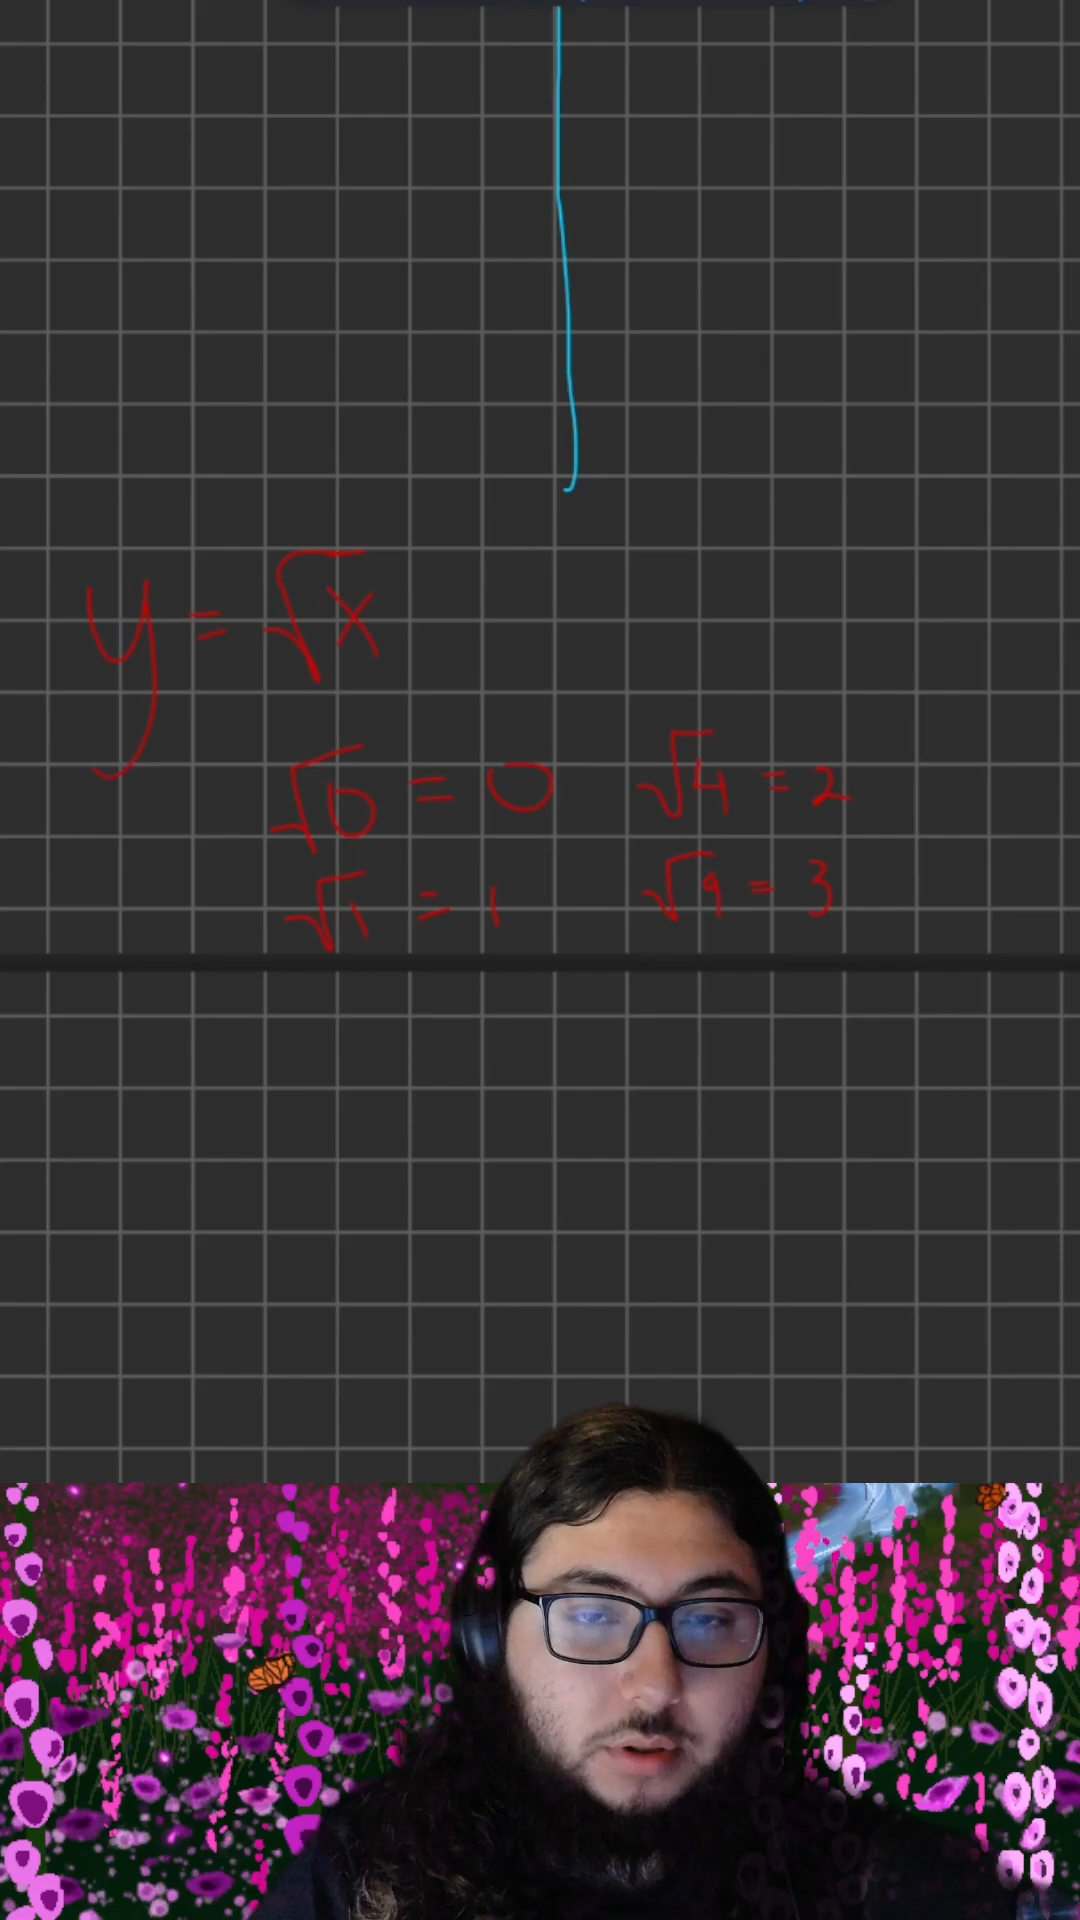 y = √x
√0 = 0 √4 = 2
√1 = 1 √9 = 3